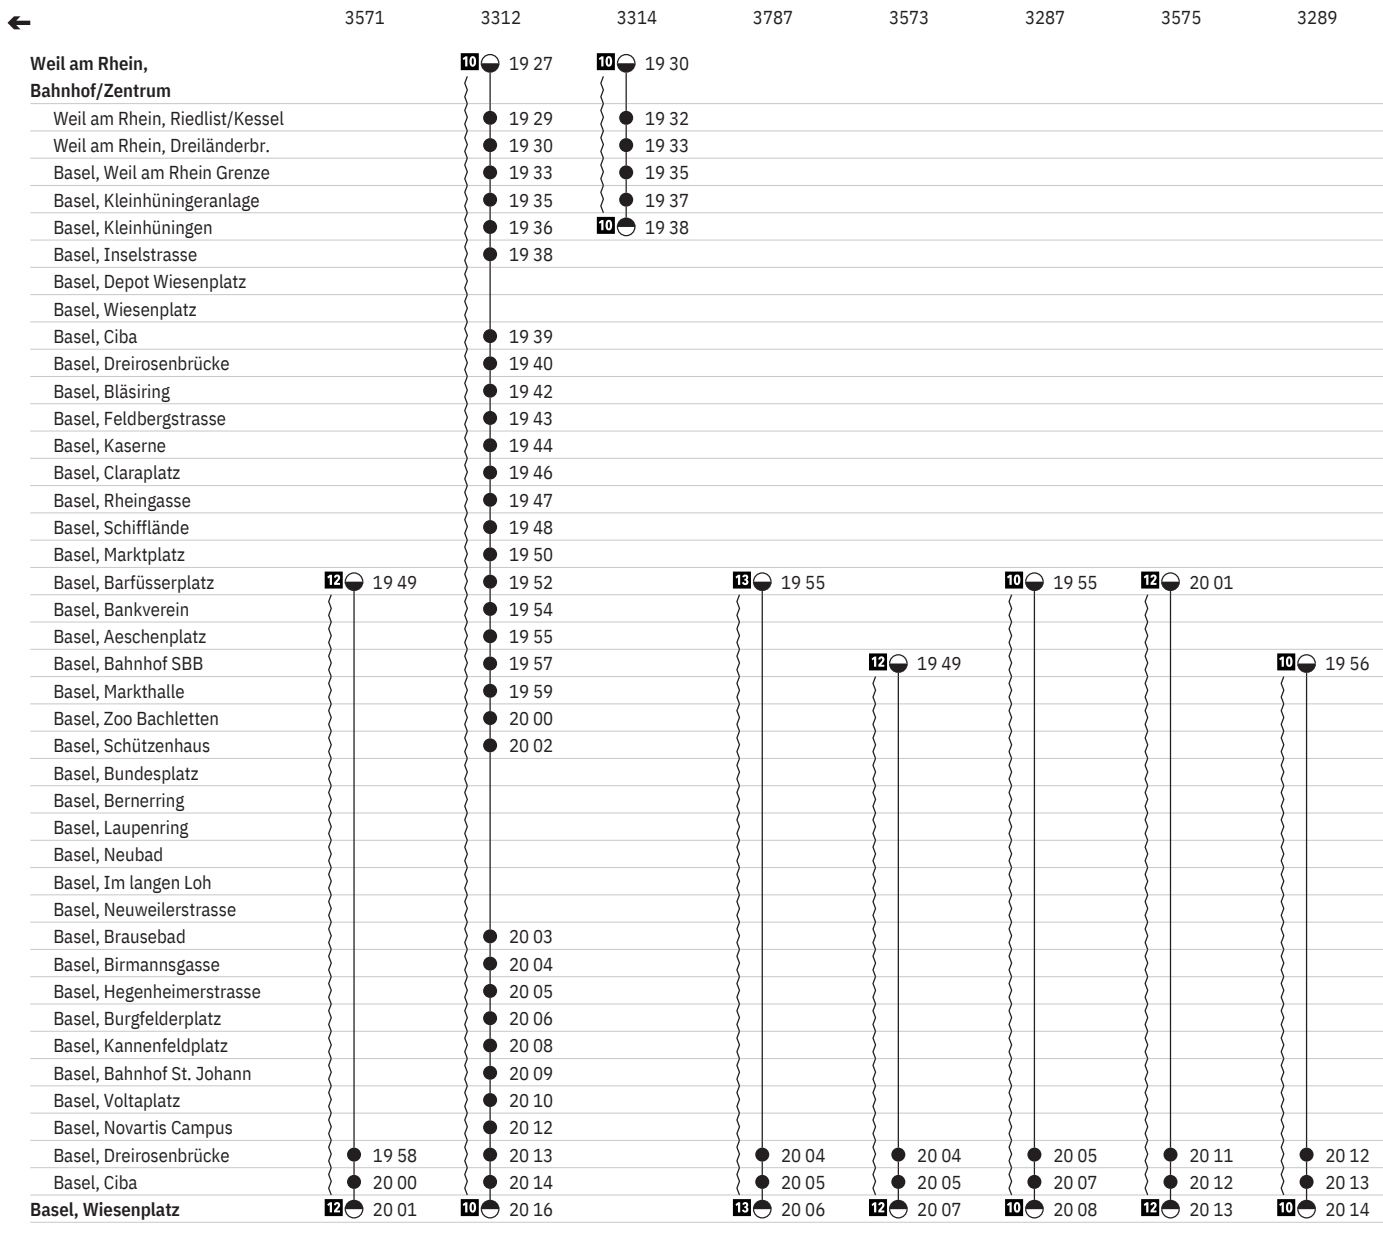 3571 3312 3314 3787 3573 3287 3575 3289
Weil am Rhein, 10 19 27 10 19 30
Bahnhof/Zentrum
Weil am Rhein, Riedlist/Kessel 19 29 19 32
Weil am Rhein, Dreiländerbr. 19 30 19 33
Basel, Weil am Rhein Grenze 19 33 19 35
Basel, Kleinhüningeranlage 19 35 19 37
Basel, Kleinhüningen 19 36 10 19 38
Basel, Inselstrasse 19 38
Basel, Depot Wiesenplatz
Basel, Wiesenplatz
Basel, Ciba 19 39
Basel, Dreirosenbrücke 19 40
Basel, Bläsiring 19 42
Basel, Feldbergstrasse 19 43
Basel, Kaserne 19 44
Basel, Claraplatz 19 46
Basel, Rheingasse 19 47
Basel, Schifflände 19 48
Basel, Marktplatz 19 50
Basel, Barfüsserplatz 12 19 49 19 52 13 19 55 10 19 55 12 20 01
Basel, Bankverein 19 54
Basel, Aeschenplatz 19 55
Basel, Bahnhof SBB 19 57 12 19 49 10 19 56
Basel, Markthalle 19 59
Basel, Zoo Bachletten 20 00
Basel, Schützenhaus 20 02
Basel, Bundesplatz
Basel, Bernerring
Basel, Laupenring
Basel, Neubad
Basel, Im langen Loh
Basel, Neuweilerstrasse
Basel, Brausebad 20 03
Basel, Birmannsgasse 20 04
Basel, Hegenheimerstrasse 20 05
Basel, Burgfelderplatz 20 06
Basel, Kannenfeldplatz 20 08
Basel, Bahnhof St. Johann 20 09
Basel, Voltaplatz 20 10
Basel, Novartis Campus 20 12
Basel, Dreirosenbrücke 19 58 20 13 20 04 20 04 20 05 20 11 20 12
Basel, Ciba 20 00 20 14 20 05 20 05 20 07 20 12 20 13
Basel, Wiesenplatz 12 20 01 10 20 16 13 20 06 12 20 07 10 20 08 12 20 13 10 20 14